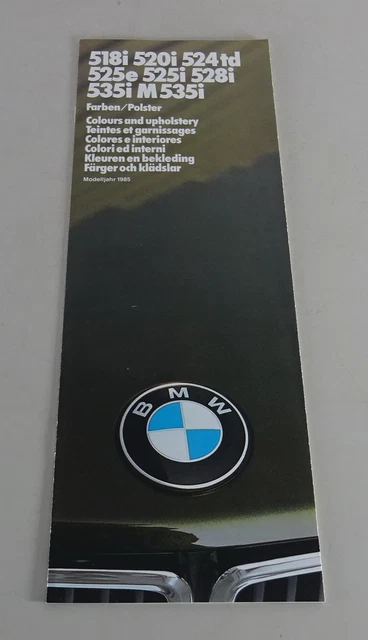 518i 520i 524td
525e 525i 528i
535i M535i
Farben/Polster
Colours and upholstery
Teintes et garnissages
Colores e interiores
Colori ed interni
Kleuren en bekleding
Färger och klädslar
Modelljahr 1985
BMW